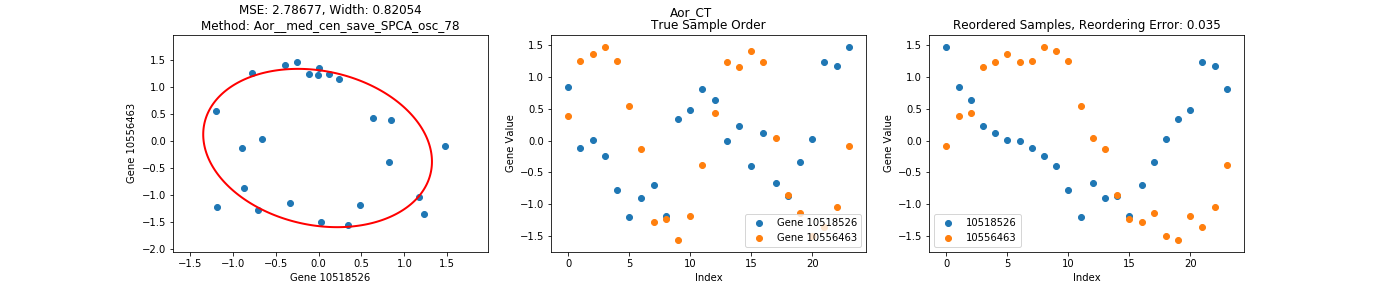 Aor_CT
MSE: 2.78677, Width: 0.82054
Method: Aor__med_cen_save_SPCA_osc_78
1.5
1.0
0.5
0.0
−0.5
−1.0
−1.5
−2.0
Gene 10556463
−1.5 −1.0 −0.5 0.0 0.5 1.0 1.5
Gene 10518526
True Sample Order
1.5
1.0
0.5
0.0
−0.5
−1.0
−1.5
Gene Value
Gene 10518526
Gene 10556463
0 5 10 15 20
Index
Reordered Samples, Reordering Error: 0.035
1.5
1.0
0.5
0.0
−0.5
−1.0
−1.5
Gene Value
10518526
10556463
0 5 10 15 20
Index